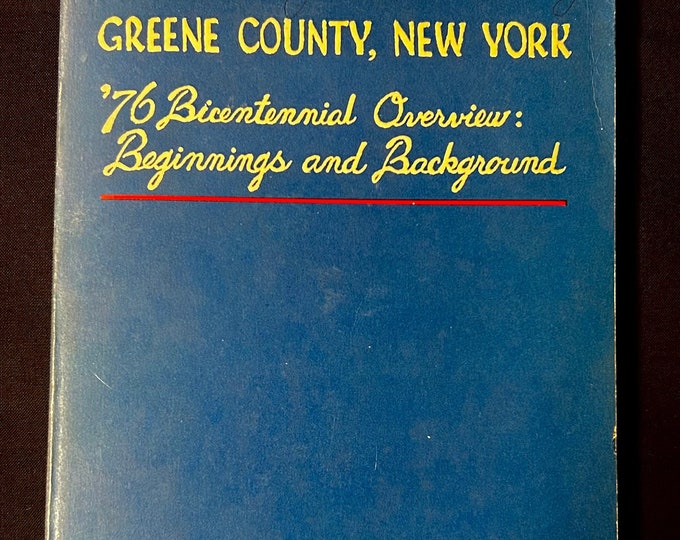 GREENE COUNTY, NEW YORK
'76 Bicentennial Overview:
Beginnings and Background